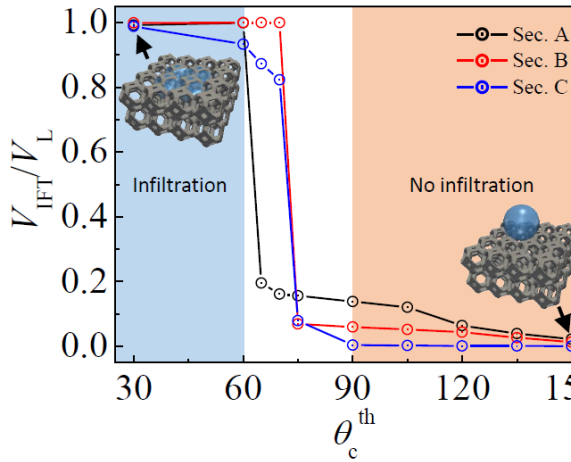 V_IFT/V_L
1.0
0.8
0.6
0.4
0.2
0.0
Sec. A
Sec. B
Sec. C
Infiltration
No infiltration
30 60 90 120 15
θ_c^th